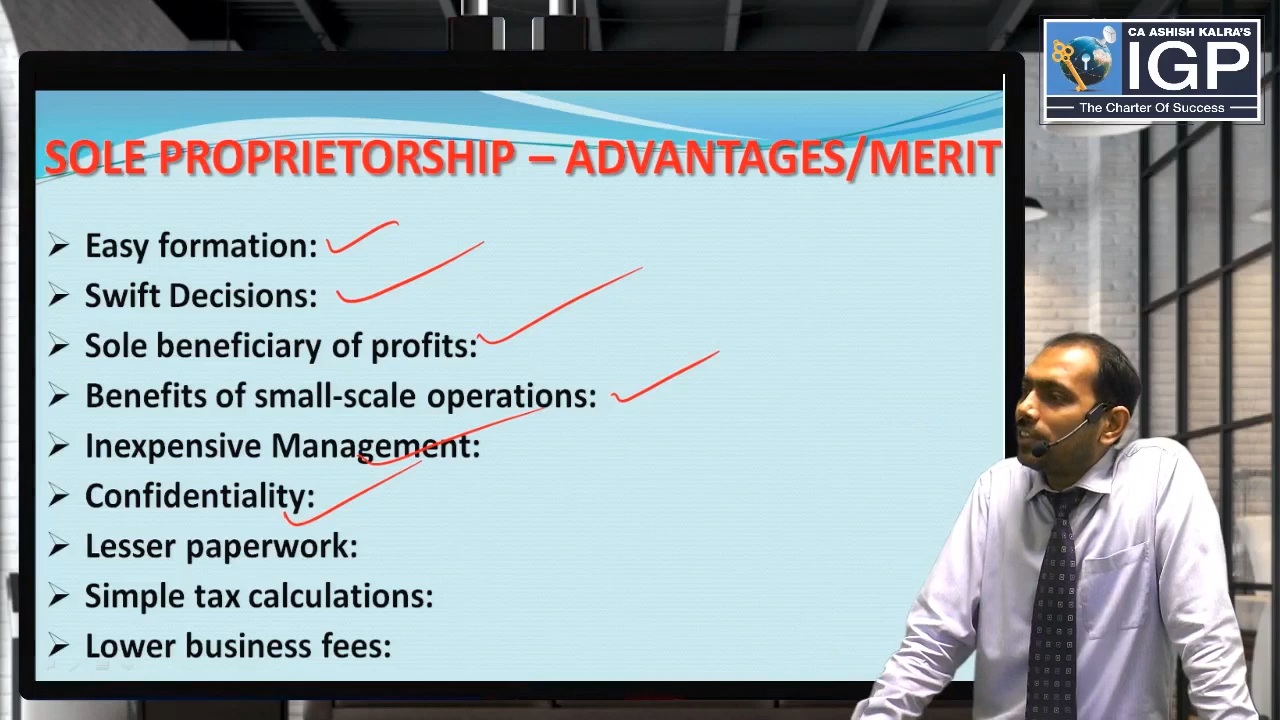 CA ASHISH KALRA'S
IGP
The Charter Of Success
SOLE PROPRIETORSHIP – ADVANTAGES/MERIT
➢ Easy formation:
➢ Swift Decisions:
➢ Sole beneficiary of profits:
➢ Benefits of small-scale operations:
➢ Inexpensive Management:
➢ Confidentiality:
➢ Lesser paperwork:
➢ Simple tax calculations:
➢ Lower business fees: